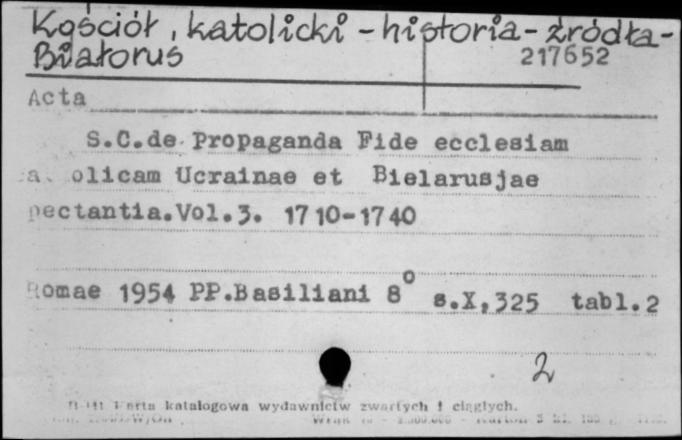 Kościół, katolicki - historia - źródła -
Białorus
217652
Acta
S.C.de Propaganda Fide ecclesiam
a olicam Ucrainae et Bielarusjae
pectantia.Vol.3. 1710-1740
Romae 1954 PP.Basiliani 8° s.X,325 tabl.2
2
Karta katalogowa wydawnictw zwartych i ciągłych.